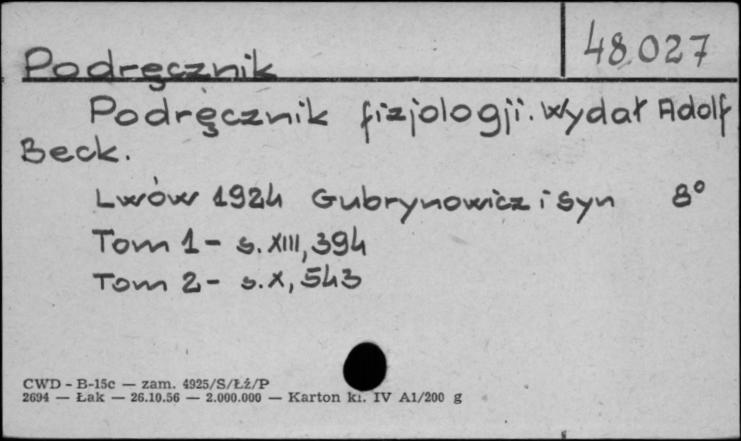 Podręcznik
48.027
Podręcznik fizjologji. Wydał Adolf
Beck.
Lwów 1924 Gubrynowicz i Syn 8°
Tom 1 - s. XIII, 394
Tom 2 - s. X, 543
CWD - B-15c — zam. 4925/S/Łź/P
2694 — Łak — 26.10.56 — 2.000.000 — Karton kl. IV A1/200 g